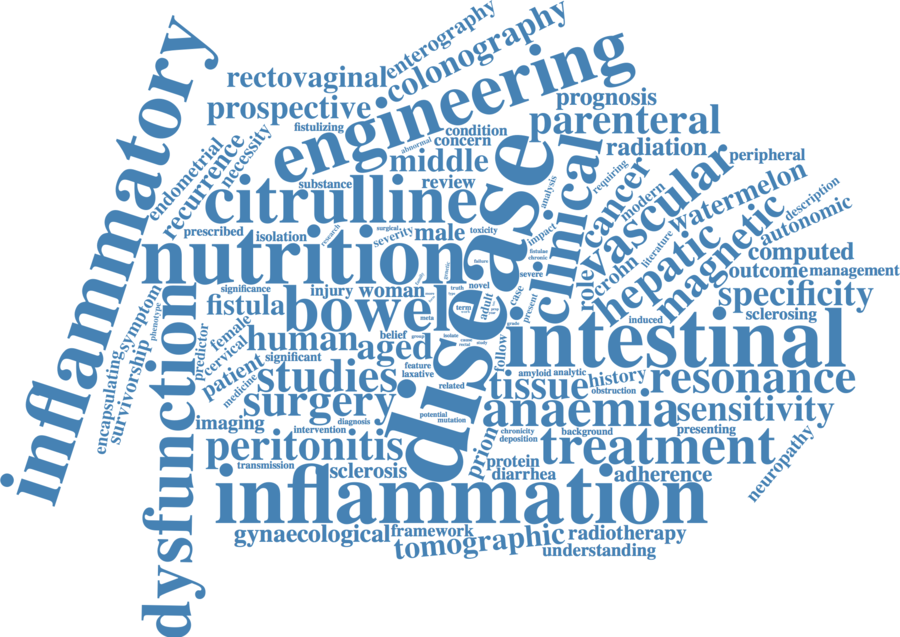 enterography
colonography
rectovaginal
prospective
engineering
inflammatory
fistulizing
abnormal
condition
concern
prognosis
parenteral
radiation
middle
endometrial
recurrence
necessity
substance
review
citrulline
disease
clinical
cancer
vascular
peripheral
requiring
modern
watermelon
description
autonomic
magnetic
literature
hepatic
crohn
role
analysis
impact
prescribed
isolation
research
surgical
severity
male
toxicity
nutrition
fistulae
chronic
severe
failure
computed
outcome
management
specificity
sclerosing
induced
significance
injury
woman
novel
truth
adult
case
present
term
meta
fistula
bowel
symptom
phenotypic
encapsulating
survivorship
dysfunction
predictor
female
cervical
human
aged
belief
group
isolate
cause
racial
study
grade
follow
intestinal
patient
significant
medicine
studies
feature
laxative
related
amyloid
analytic
tissue
history
obstruction
resonance
surgery
imaging
potential
mutation
anaemia
sensitivity
intervention
diagnosis
chronicity
deposition
background
presenting
peritonitis
prion
treatment
neuropathy
transmission
sclerosis
protein
diarrhea
adherence
inflammation
gynaecological
framework
tomographic
radiotherapy
understanding